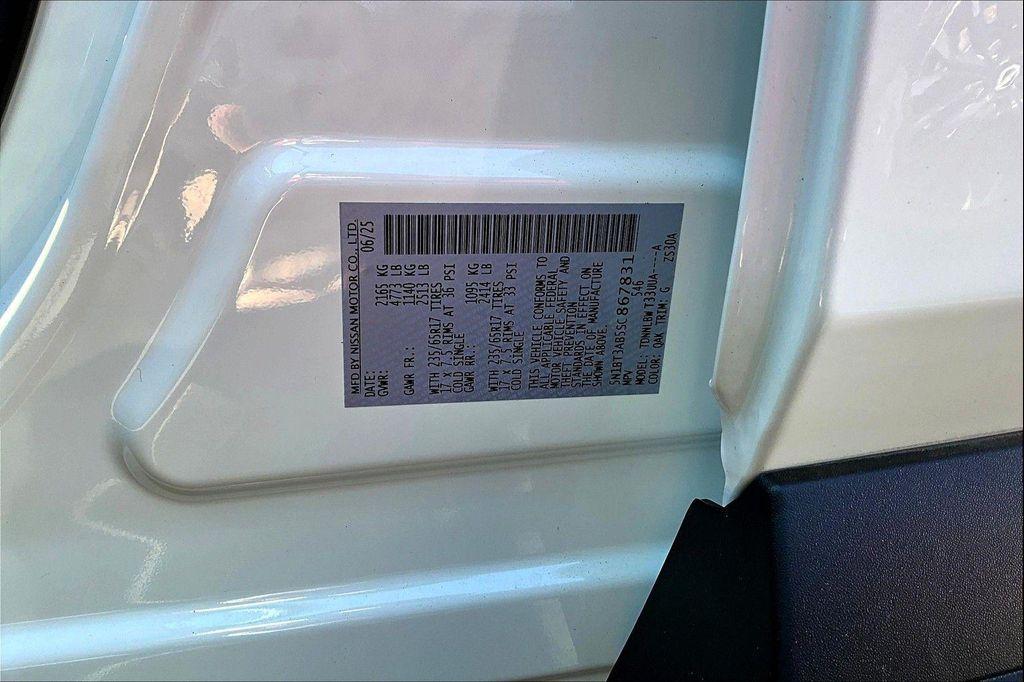 MFD BY NISSAN MOTOR CO., LTD.
DATE: 06/25
GVWR: 2165 KG
4773 LB
GAWR FR.: 1140 KG
2513 LB
WITH 235/65R17 TIRES
17 X 7.5 RIMS AT 36 PSI
COLD SINGLE
GAWR RR.: 1095 KG
2414 LB
WITH 235/65R17 TIRES
17 X 7.5 RIMS AT 33 PSI
COLD SINGLE
THIS VEHICLE CONFORMS TO
ALL APPLICABLE FEDERAL
MOTOR VEHICLE SAFETY AND
THEFT PREVENTION
STANDARDS IN EFFECT ON
THE DATE OF MANUFACTURE
SHOWN ABOVE.
5N1BT3AB5SC867831
MPV 546
MODEL: TDWNLBW T33UUA----A
COLOR: QAK TRIM: G ZS30A